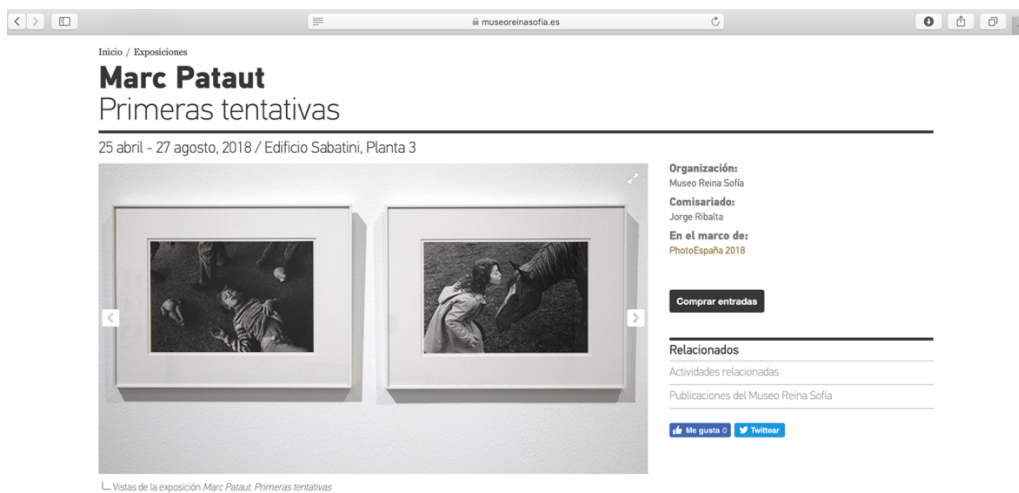 museoreinasofia.es
Inicio / Exposiciones
Marc Pataut
Primeras tentativas
25 abril - 27 agosto, 2018 / Edificio Sabatini, Planta 3
Organización:
Museo Reina Sofía
Comisariado:
Jorge Ribalta
En el marco de:
PhotoEspaña 2018
Comprar entradas
Relacionados
Actividades relacionadas
Publicaciones del Museo Reina Sofía
Me gusta 0 Twittear
Vistas de la exposición Marc Pataut. Primeras tentativas